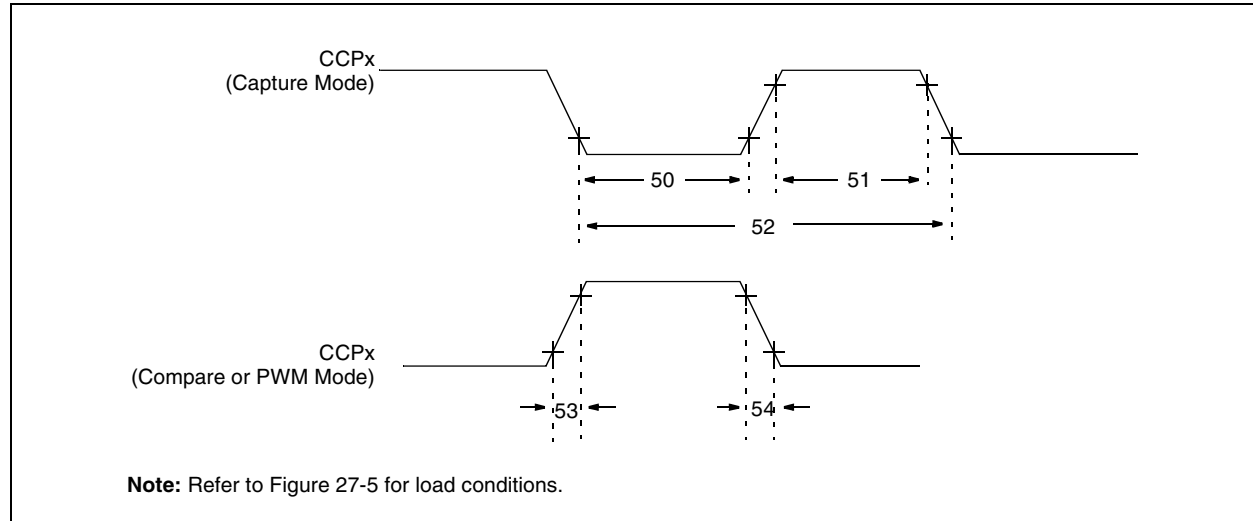 CCPx
(Capture Mode)
50
51
52
CCPx
(Compare or PWM Mode)
53
54
Note: Refer to Figure 27-5 for load conditions.